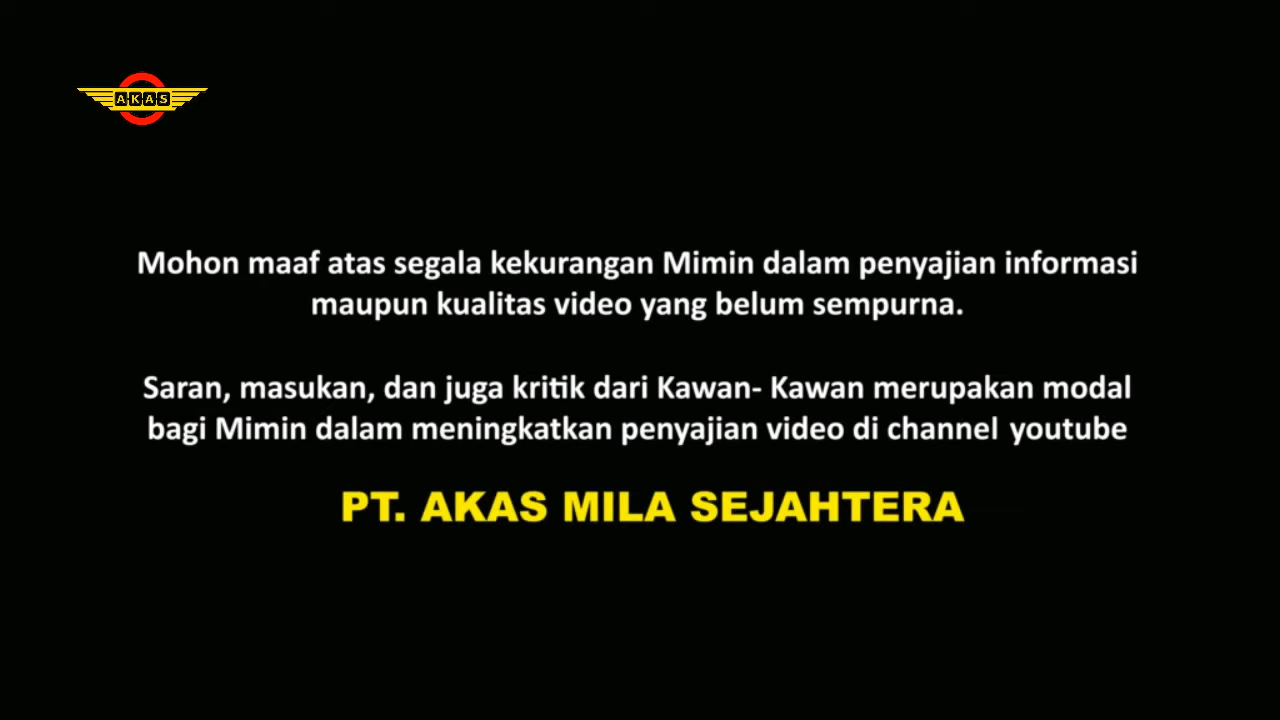 AKAS
Mohon maaf atas segala kekurangan Mimin dalam penyajian informasi
maupun kualitas video yang belum sempurna.
Saran, masukan, dan juga kritik dari Kawan- Kawan merupakan modal
bagi Mimin dalam meningkatkan penyajian video di channel youtube
PT. AKAS MILA SEJAHTERA